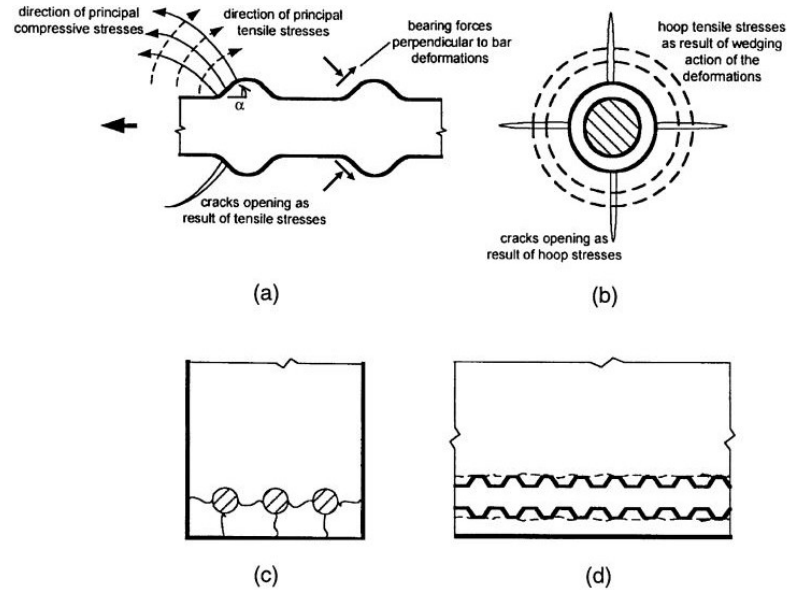 direction of principal
compressive stresses
direction of principal
tensile stresses
bearing forces
perpendicular to bar
deformations
α
cracks opening as
result of tensile stresses
(a)
hoop tensile stresses
as result of wedging
action of the
deformations
cracks opening as
result of hoop stresses
(b)
(c)
(d)